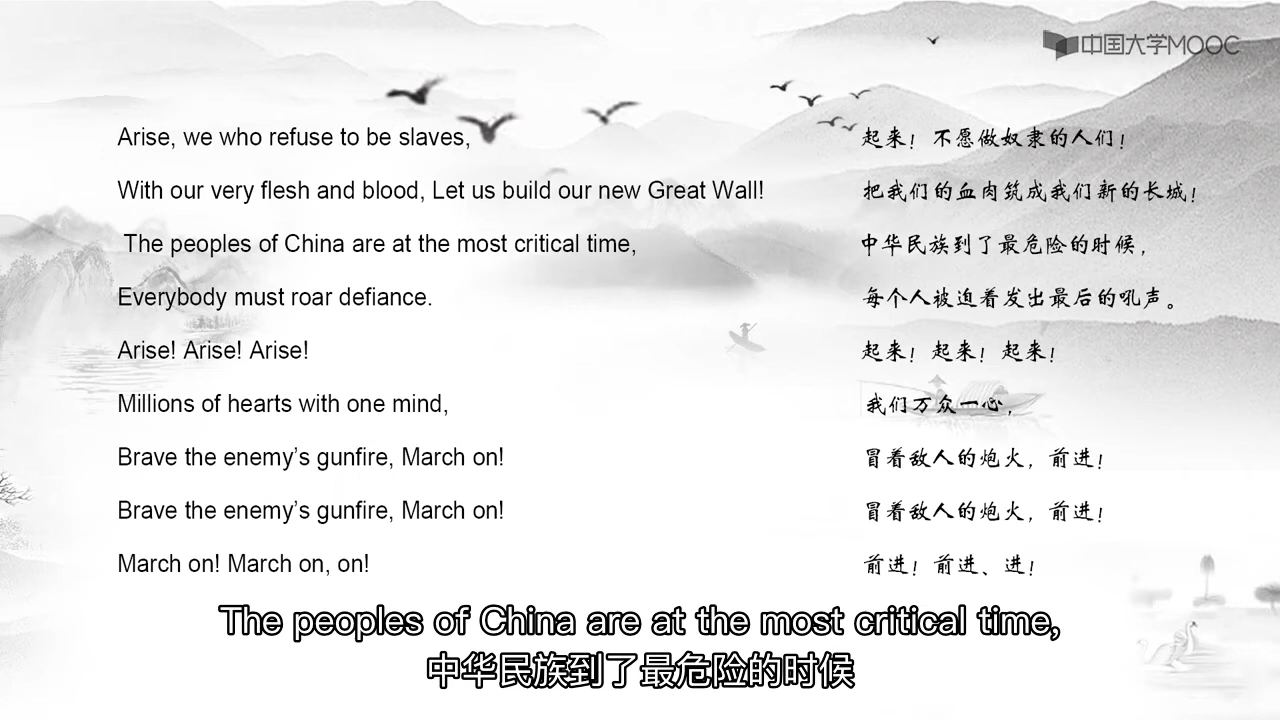 中国大学MOOC
Arise, we who refuse to be slaves,
起来！不愿做奴隶的人们！
With our very flesh and blood, Let us build our new Great Wall!
把我们的血肉筑成我们新的长城！
The peoples of China are at the most critical time,
中华民族到了最危险的时候，
Everybody must roar defiance.
每个人被迫着发出最后的吼声。
Arise! Arise! Arise!
起来！起来！起来！
Millions of hearts with one mind,
我们万众一心，
Brave the enemy’s gunfire, March on!
冒着敌人的炮火，前进！
Brave the enemy’s gunfire, March on!
冒着敌人的炮火，前进！
March on! March on, on!
前进！前进、进！
The peoples of China are at the most critical time,
中华民族到了最危险的时候